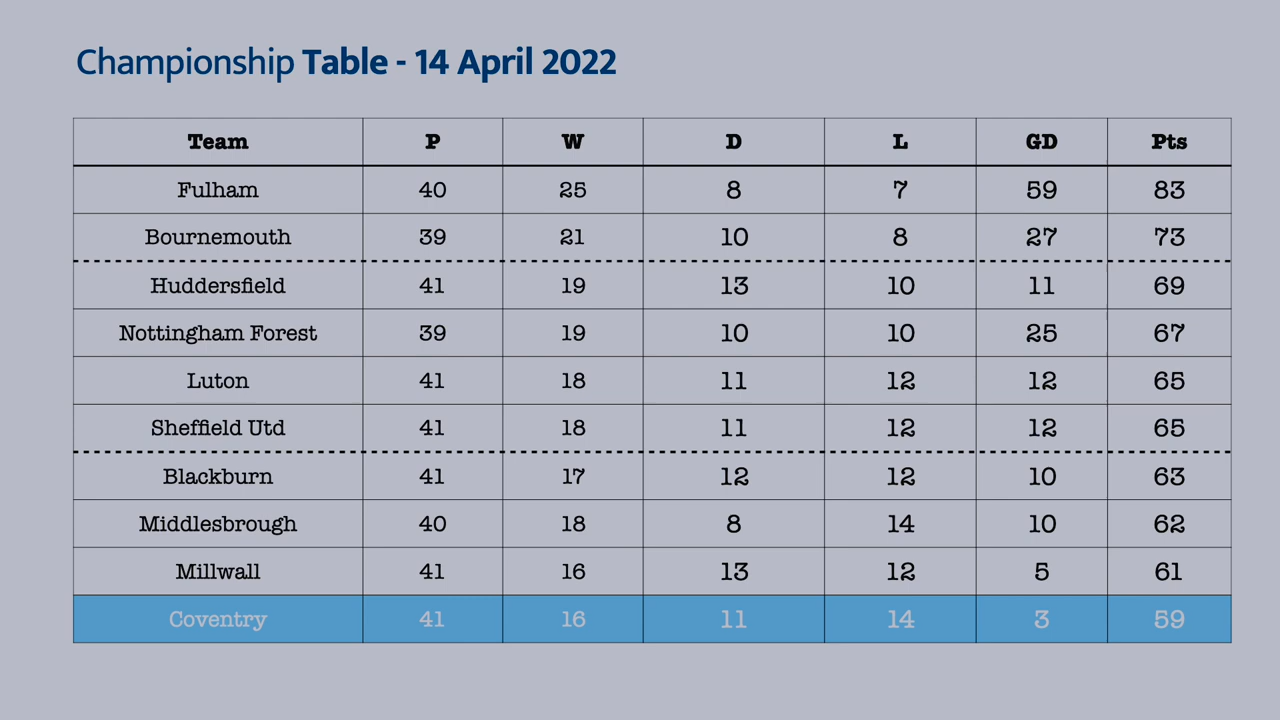 Championship Table - 14 April 2022
Team P W D L GD Pts
Fulham 40 25 8 7 59 83
Bournemouth 39 21 10 8 27 73
Huddersfield 41 19 13 10 11 69
Nottingham Forest 39 19 10 10 25 67
Luton 41 18 11 12 12 65
Sheffield Utd 41 18 11 12 12 65
Blackburn 41 17 12 12 10 63
Middlesbrough 40 18 8 14 10 62
Millwall 41 16 13 12 5 61
Coventry 41 16 11 14 3 59